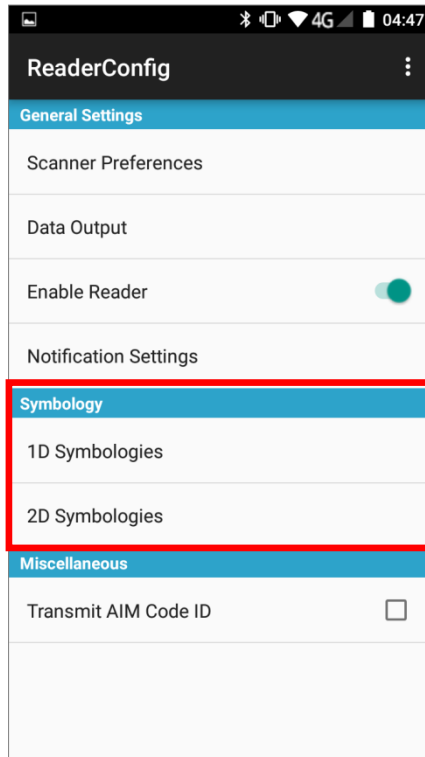 4G 04:47
ReaderConfig
General Settings
Scanner Preferences
Data Output
Enable Reader
Notification Settings
Symbology
1D Symbologies
2D Symbologies
Miscellaneous
Transmit AIM Code ID